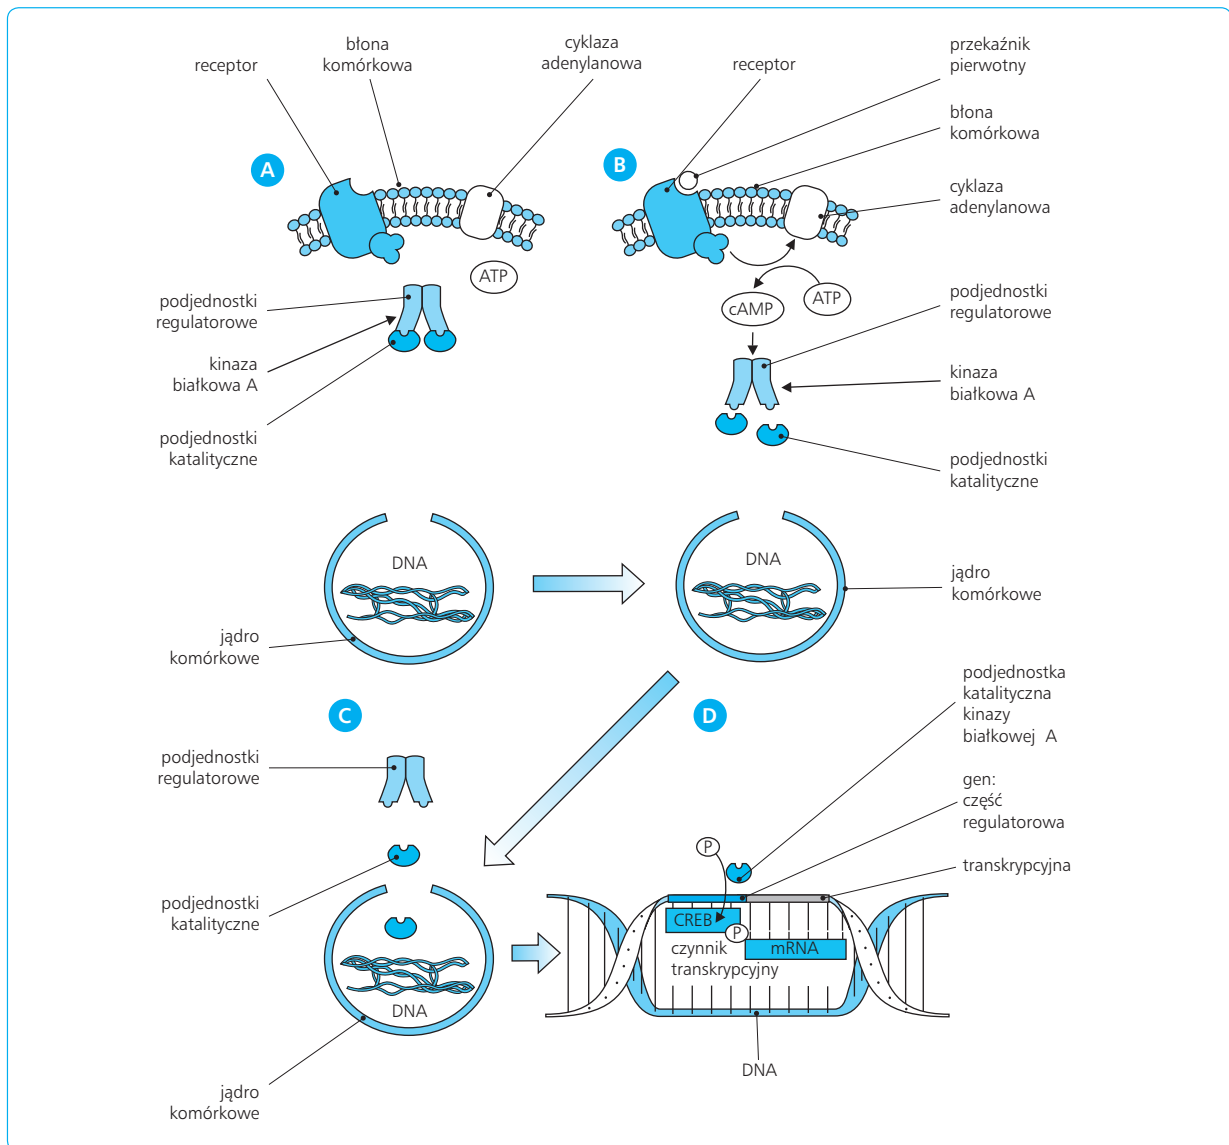 receptor
błona
komórkowa
cyklaza
adenylanowa
A
ATP
podjednostki
regulatorowe
kinaza
białkowa A
podjednostki
katalityczne
DNA
jądro
komórkowe
receptor
przekaźnik
pierwotny
błona
komórkowa
B
cyklaza
adenylanowa
cAMP
ATP
podjednostki
regulatorowe
kinaza
białkowa A
podjednostki
katalityczne
DNA
jądro
komórkowe
C
podjednostki
regulatorowe
podjednostki
katalityczne
DNA
jądro
komórkowe
D
podjednostka
katalityczna
kinazy
białkowej A
gen:
część
regulatorowa
transkrypcyjna
P
CREB
P
czynnik
transkrypcyjny
mRNA
DNA